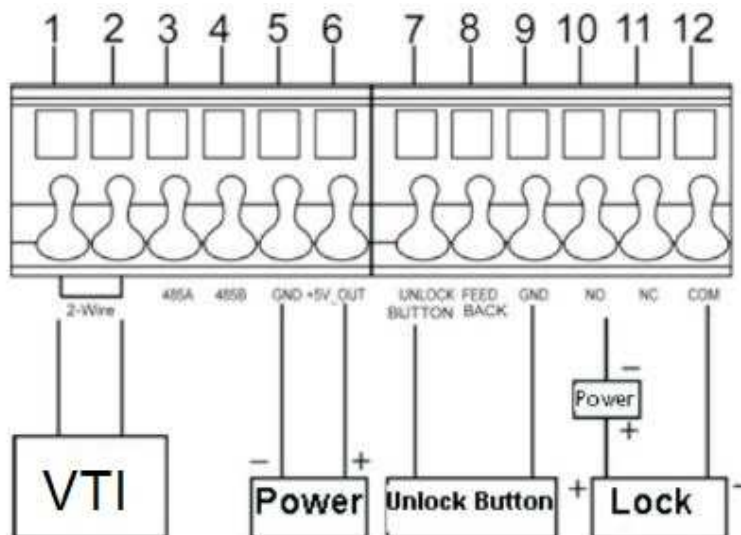 1 2 3 4 5 6 7 8 9 10 11 12
2-Wire 485A 485B GND +5V_OUT UNLOCK BUTTON FEED BACK GND NO NC COM
− Power +
VTI
− + Power
Unlock Button
+ − Lock